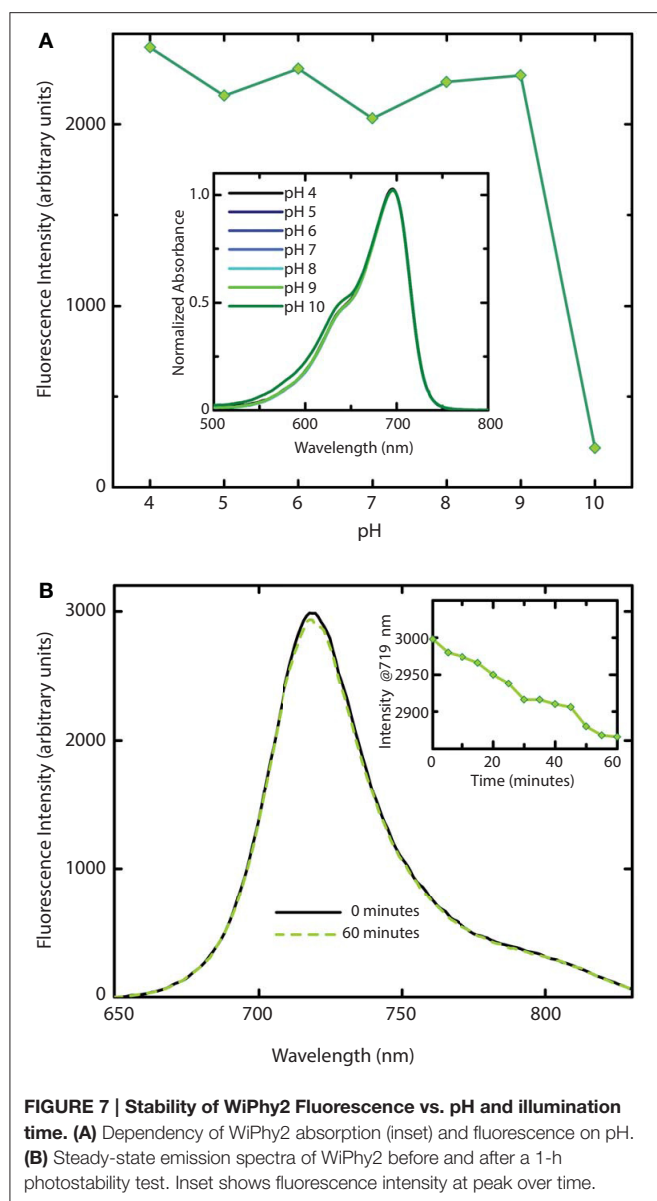 A
Fluorescence Intensity (arbitrary units)
2000
1000
0
4 5 6 7 8 9 10
pH
Normalized Absorbance
1.0
0.5
0
pH 4
pH 5
pH 6
pH 7
pH 8
pH 9
pH 10
500 600 700 800
Wavelength (nm)
B
Fluorescence Intensity (arbitrary units)
3000
2000
1000
0
650 700 750 800
Wavelength (nm)
0 minutes
60 minutes
Intensity @719 nm
3000
2950
2900
0 20 40 60
Time (minutes)
FIGURE 7 | Stability of WiPhy2 Fluorescence vs. pH and illumination
time. (A) Dependency of WiPhy2 absorption (inset) and fluorescence on pH.
(B) Steady-state emission spectra of WiPhy2 before and after a 1-h
photostability test. Inset shows fluorescence intensity at peak over time.